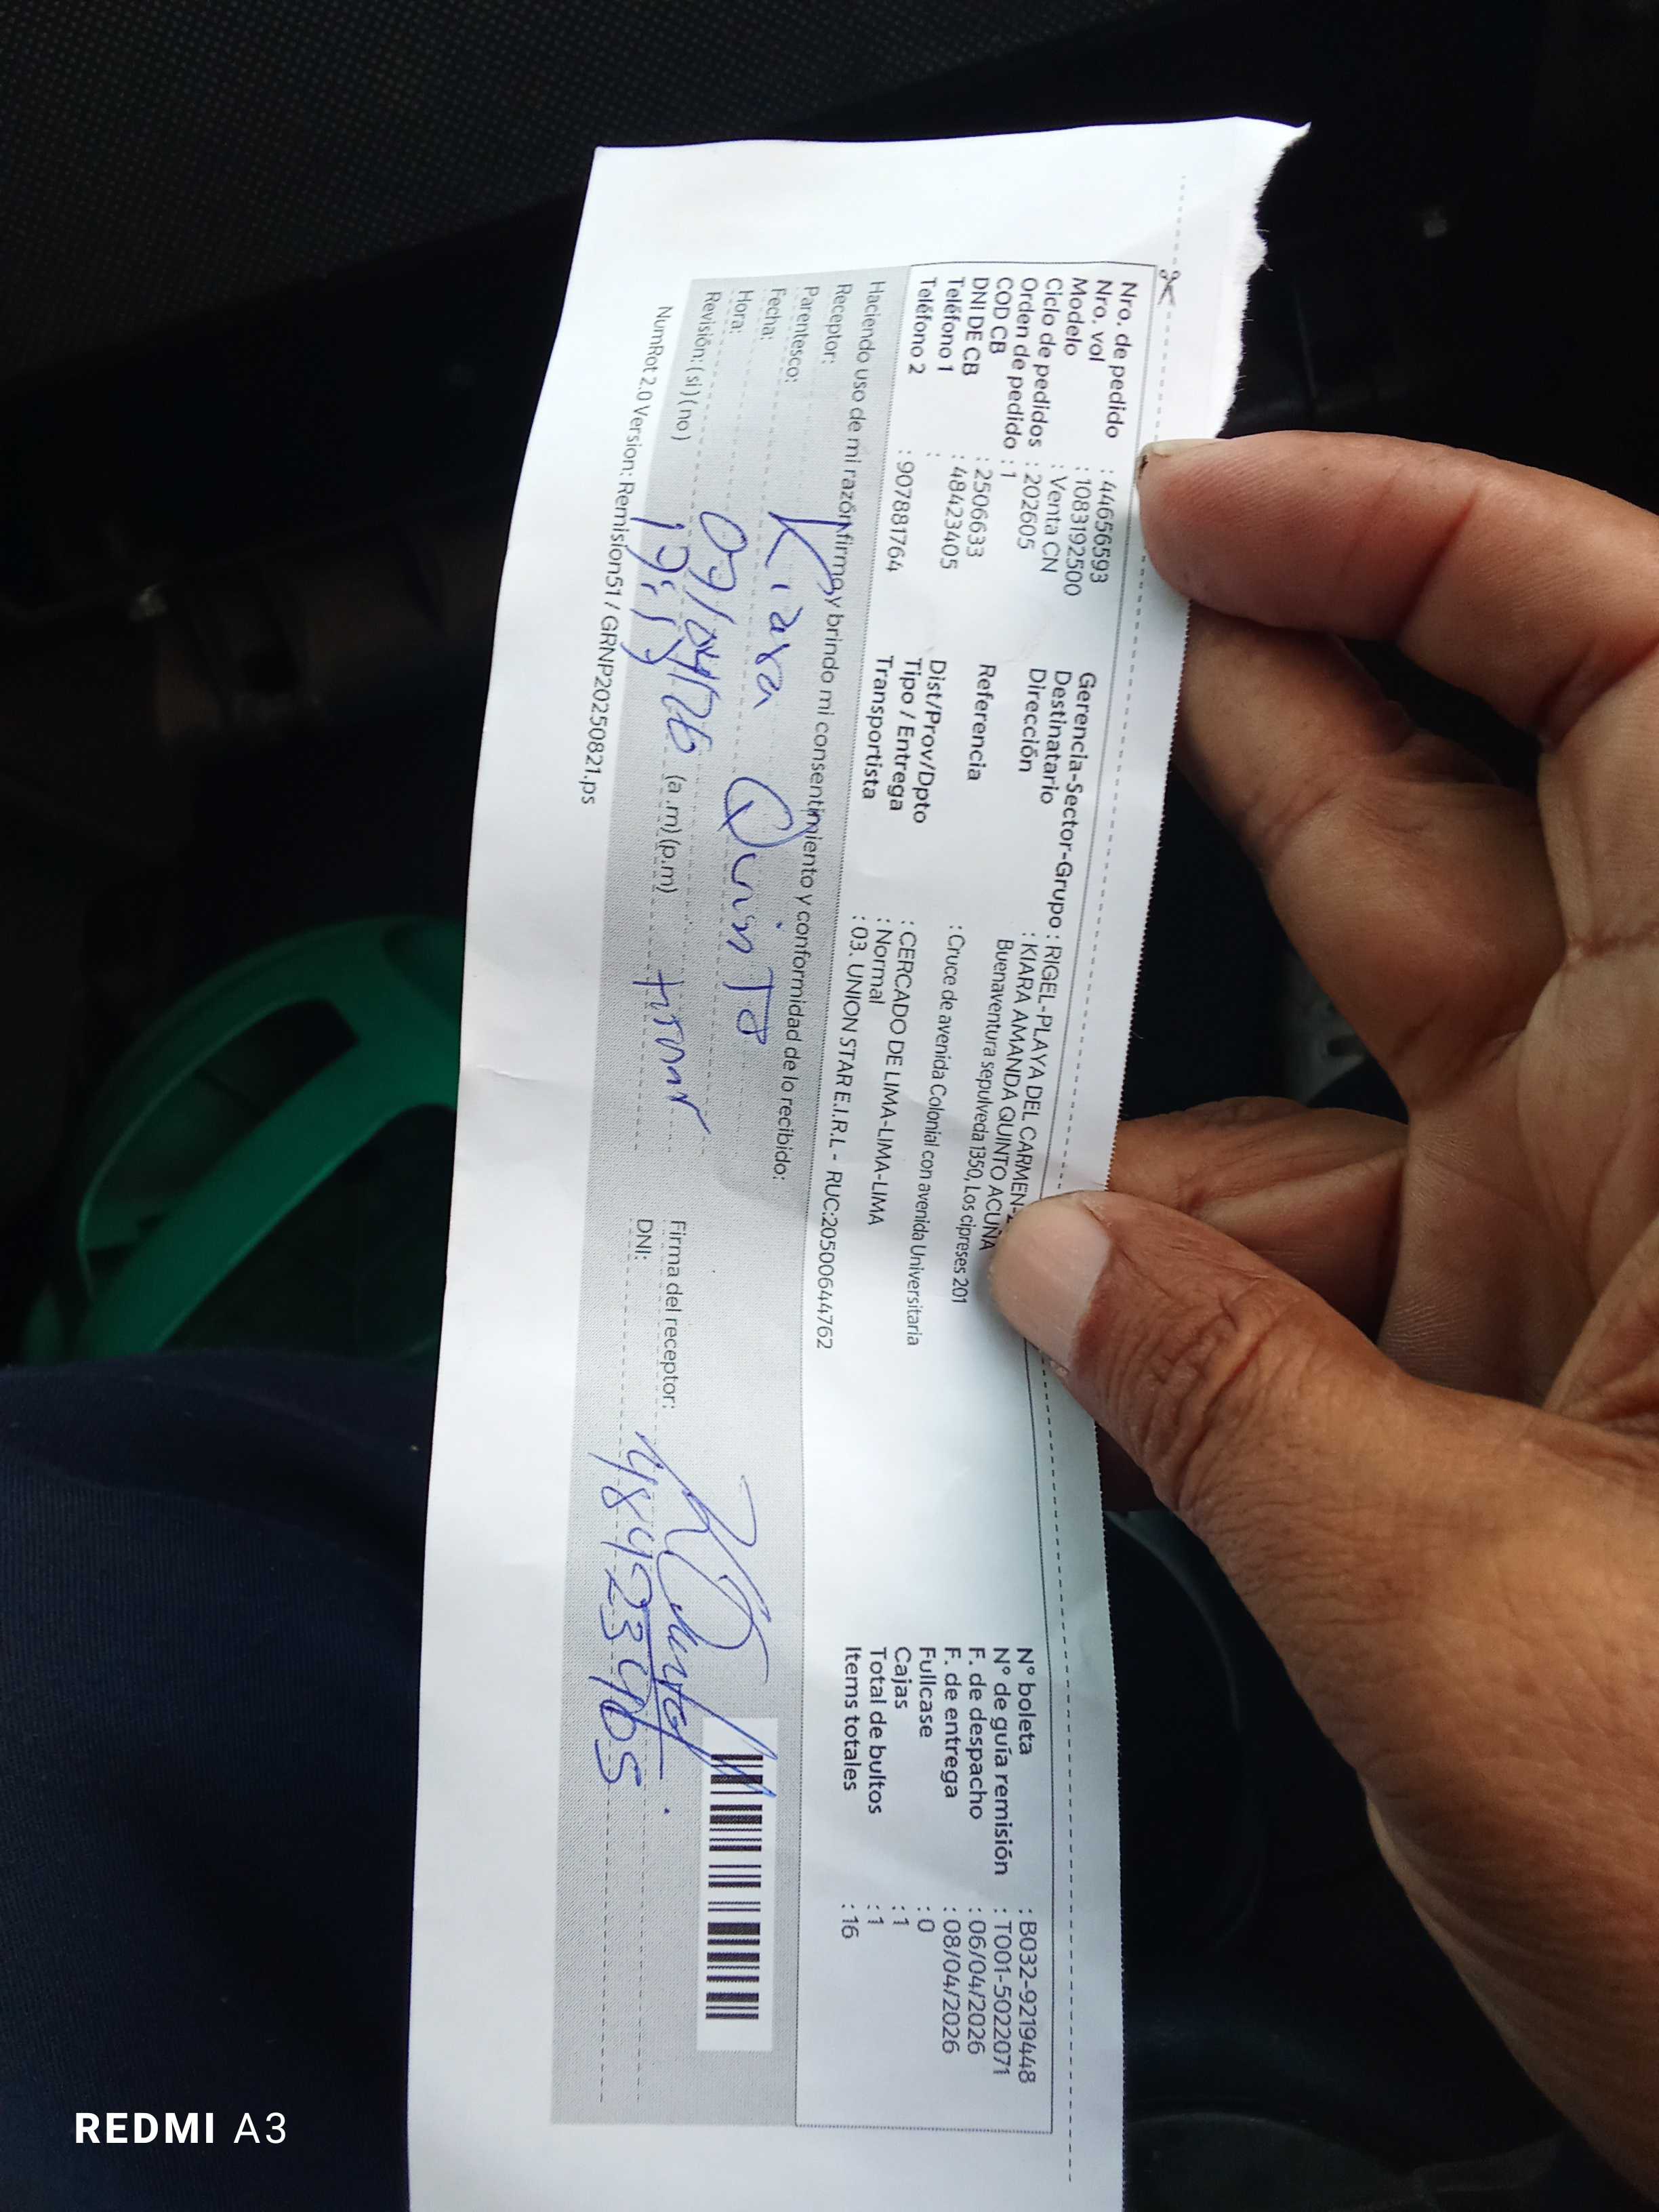 Nro. de pedido : 44656593
Nro. vol : 1083192500
Modelo : Venta CN
Ciclo de pedidos : 202605
Orden de pedido : 1
COD CB : 2506633
DNI DE CB : 48423405
Teléfono 1 :
Teléfono 2 : 907881764
Gerencia-Sector-Grupo : RIGEL-PLAYA DEL CARMEN-
Destinatario : KIARA AMANDA QUINTO ACUÑA
Dirección Buenaventura sepulveda 1350, Los cipreses 201
Referencia : Cruce de avenida Colonial con avenida Universitaria
Dist/Prov/Dpto : CERCADO DE LIMA-LIMA-LIMA
Tipo / Entrega : Normal
Transportista : 03. UNION STAR E.I.R.L - RUC:20500644762
N° boleta : B032-9219448
N° de guía remisión : T001-5022071
F. de despacho : 06/04/2026
F. de entrega : 08/04/2026
Fullcase : 0
Cajas : 1
Total de bultos : 1
Items totales : 16
Haciendo uso de mi razón firmo y brindo mi consentimiento y conformidad de lo recibido:
Receptor: Kiara Quinto
Parentesco:
Fecha: 09/04/26
Hora: (a.m)(p.m)
Revisión: (si) (no)
Firma del receptor:
DNI: 48423405
NumRot 2.0 Version: Remision51 / GRNP20250821.ps
REDMI A3